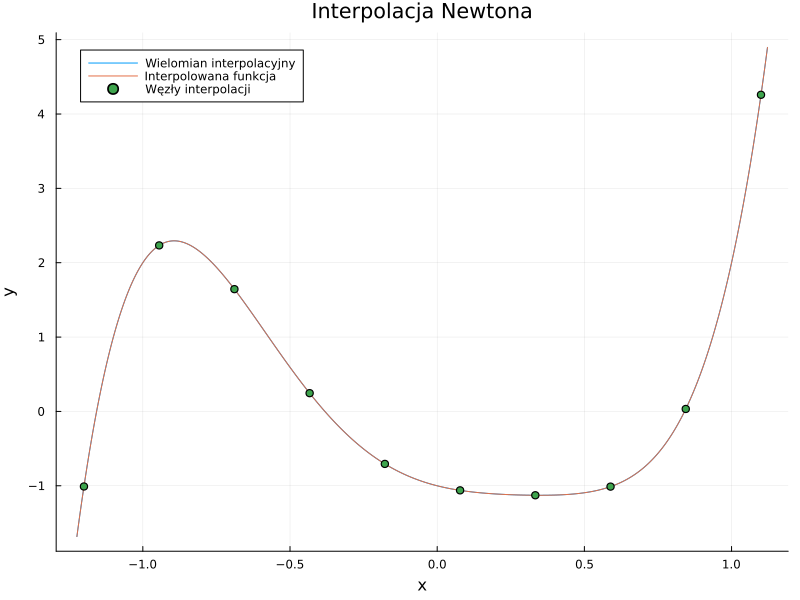 Interpolacja Newtona
Wielomian interpolacyjny
Interpolowana funkcja
Węzły interpolacji
5
4
3
2
1
0
−1
y
−1.0
−0.5
0.0
0.5
1.0
x